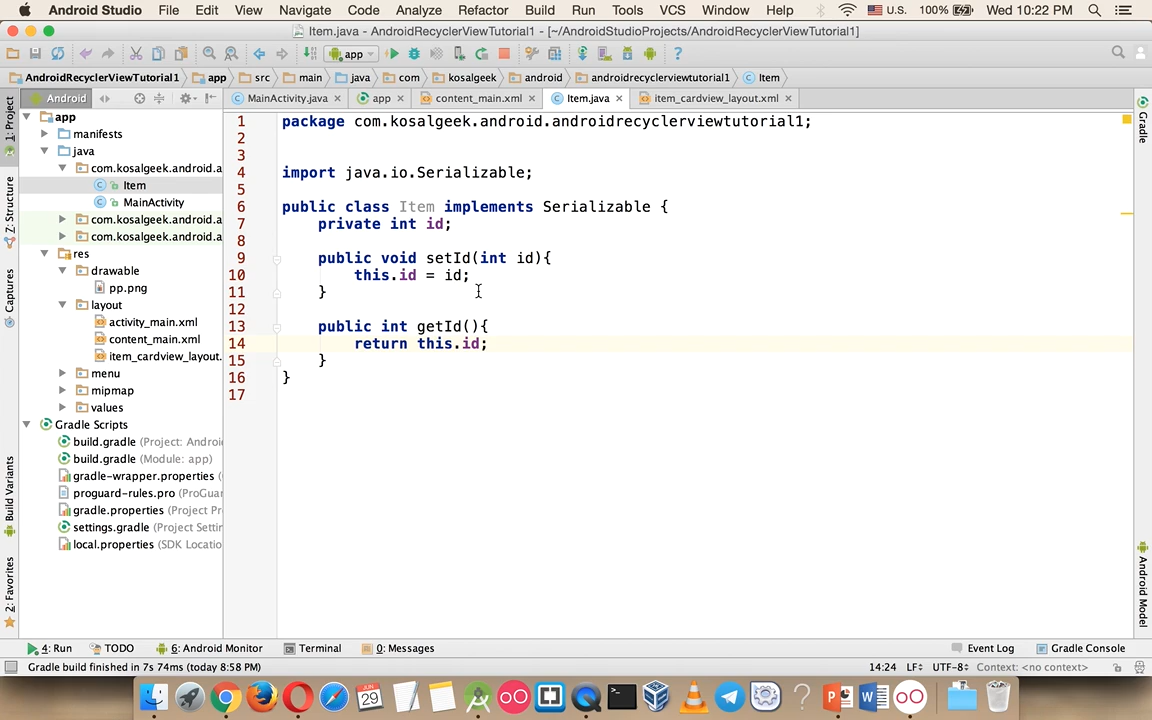 Android Studio File Edit View Navigate Code Analyze Refactor Build Run Tools VCS Window Help U.S. 100% Wed 10:22 PM
Item.java - AndroidRecyclerViewTutorial1 - [~/AndroidStudioProjects/AndroidRecyclerViewTutorial1]
app
AndroidRecyclerViewTutorial1 app src main java com kosalgeek android androidrecyclerviewtutorial1 Item
Android MainActivity.java app content_main.xml Item.java item_cardview_layout.xml
1: Project
Z: Structure
Captures
Build Variants
2: Favorites
app
manifests
java
com.kosalgeek.android.a
Item
MainActivity
com.kosalgeek.android.a
com.kosalgeek.android.a
res
drawable
pp.png
layout
activity_main.xml
content_main.xml
item_cardview_layout.
menu
mipmap
values
Gradle Scripts
build.gradle (Project: Androi
build.gradle (Module: app)
gradle-wrapper.properties (
proguard-rules.pro (ProGua
gradle.properties (Project Pr
settings.gradle (Project Settin
local.properties (SDK Locatio
1 package com.kosalgeek.android.androidrecyclerviewtutorial1;
2
3
4 import java.io.Serializable;
5
6 public class Item implements Serializable {
7 private int id;
8
9 public void setId(int id){
10 this.id = id;
11 }
12
13 public int getId(){
14 return this.id;
15 }
16 }
17
Gradle
Android Model
4: Run TODO 6: Android Monitor Terminal 0: Messages Event Log Gradle Console
Gradle build finished in 7s 74ms (today 8:58 PM) 14:24 LF UTF-8 Context: <no context>
JUN
29